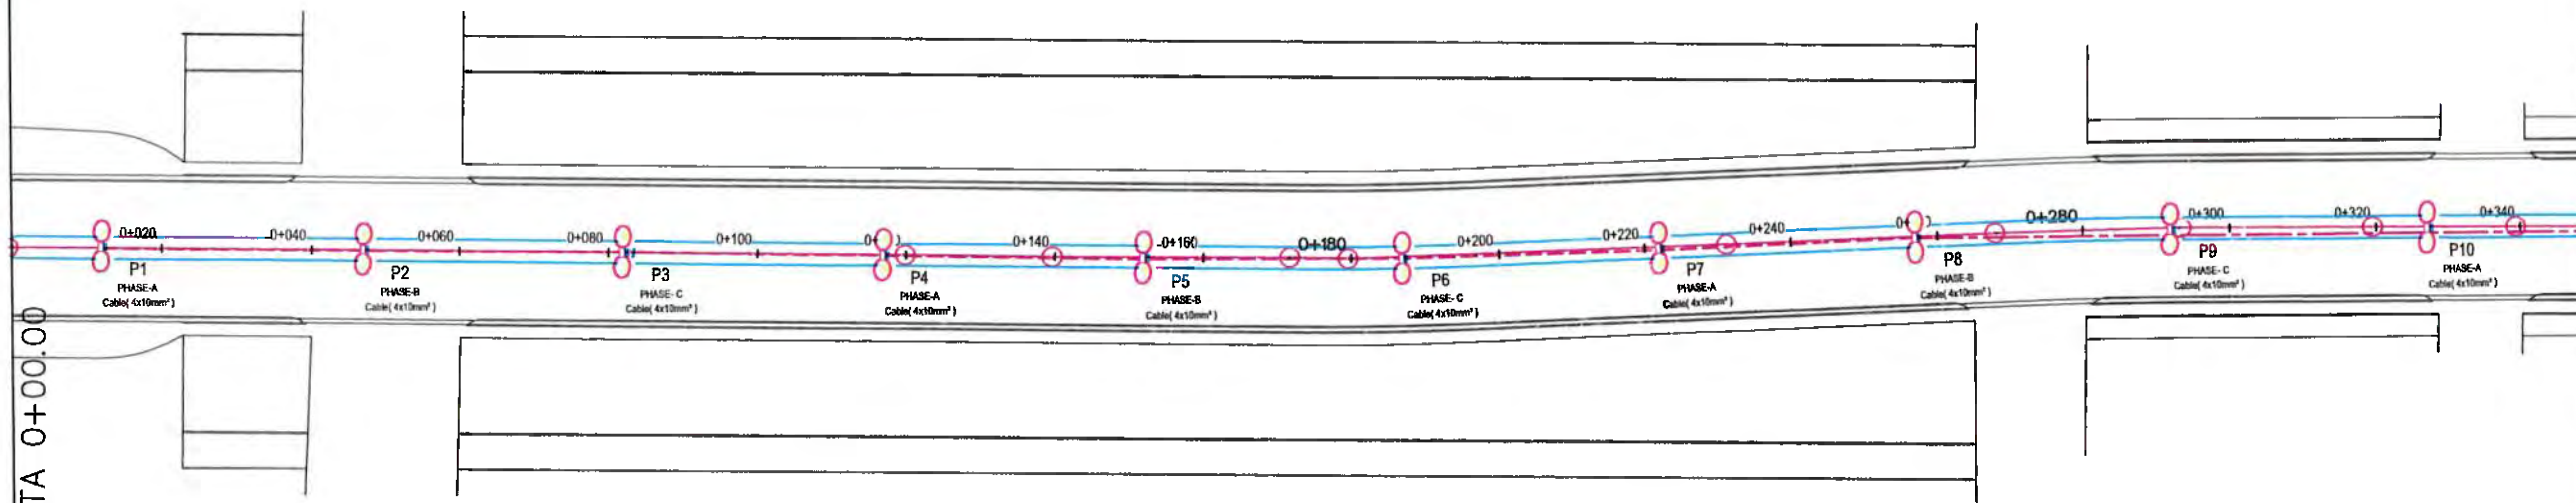 0+020
0+040
0+060
0+080
0+100
0+140
0+160
0+180
0+200
0+220
0+240
0+280
0+300
0+320
0+340
P1
PHASE-A
Cable( 4x10mm²)
P2
PHASE-B
Cable( 4x10mm²)
P3
PHASE- C
Cable( 4x10mm²)
P4
PHASE-A
Cable( 4x10mm²)
P5
PHASE-B
Cable( 4x10mm²)
P6
PHASE- C
Cable( 4x10mm²)
P7
PHASE-A
Cable( 4x10mm²)
P8
PHASE-B
Cable( 4x10mm²)
P9
PHASE- C
Cable( 4x10mm²)
P10
PHASE-A
Cable( 4x10mm²)
TA 0+00.00